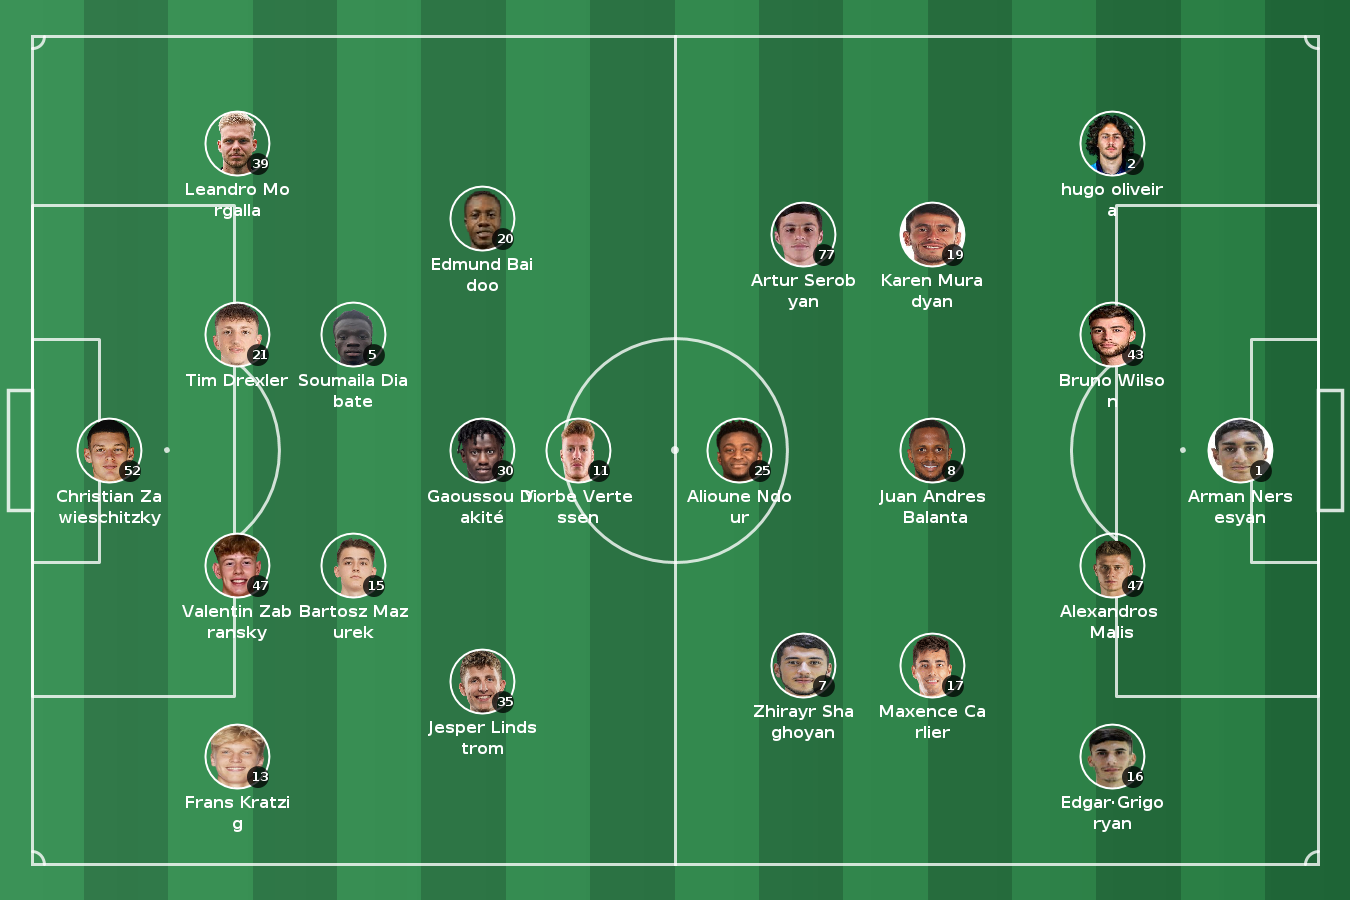 39
Leandro Mo
rgalla
20
Edmund Bai
doo
21
Tim Drexler
5
Soumaila Dia
bate
52
Christian Za
wieschitzky
30
Gaoussou Di
akité
11
Yorbe Verte
ssen
47
Valentin Zab
ransky
15
Bartosz Maz
urek
35
Jesper Linds
trom
13
Frans Kratzi
g
2
hugo oliveir
a
77
Artur Serob
yan
19
Karen Mura
dyan
43
Bruno Wilso
n
25
Alioune Ndo
ur
8
Juan Andres
Balanta
1
Arman Ners
esyan
47
Alexandros
Malis
7
Zhirayr Sha
ghoyan
17
Maxence Ca
rlier
16
Edgar Grigo
ryan